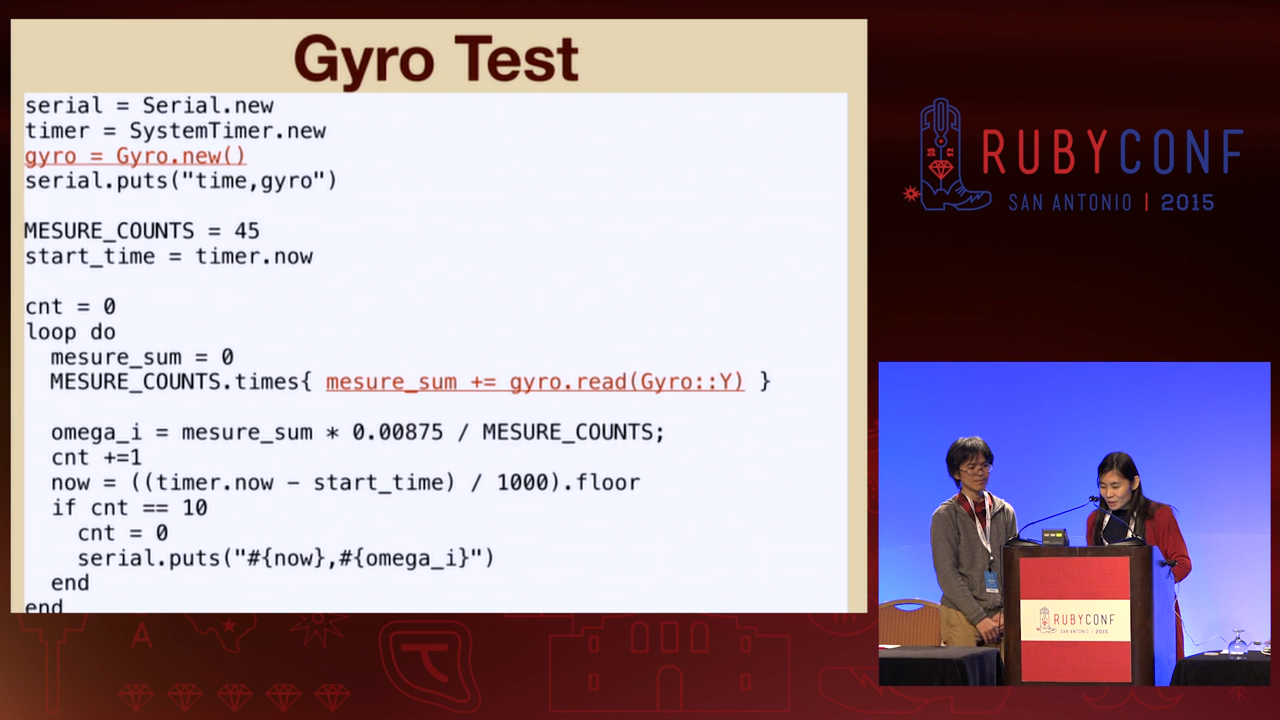 Gyro Test
serial = Serial.new
timer = SystemTimer.new
gyro = Gyro.new()
serial.puts("time,gyro")
MESURE_COUNTS = 45
start_time = timer.now
cnt = 0
loop do
  mesure_sum = 0
  MESURE_COUNTS.times{ mesure_sum += gyro.read(Gyro::Y) }
  omega_i = mesure_sum * 0.00875 / MESURE_COUNTS;
  cnt +=1
  now = ((timer.now - start_time) / 1000).floor
  if cnt == 10
    cnt = 0
    serial.puts("#{now},#{omega_i}")
  end
end
RUBYCONF
SAN ANTONIO | 2015
RUBYCONF
SAN ANTONIO | 2015